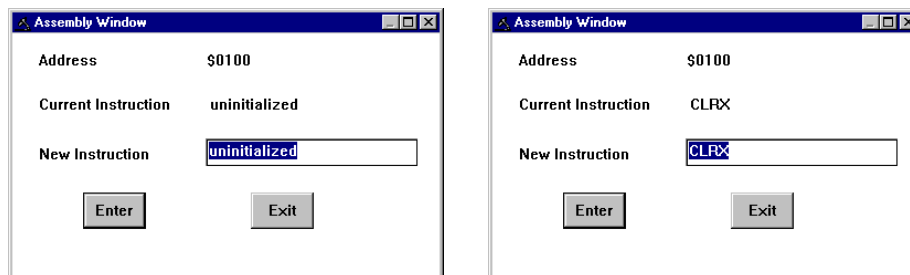 Assembly Window
Address $0100
Current Instruction uninitialized
New Instruction uninitialized
Enter Exit
Assembly Window
Address $0100
Current Instruction CLRX
New Instruction CLRX
Enter Exit